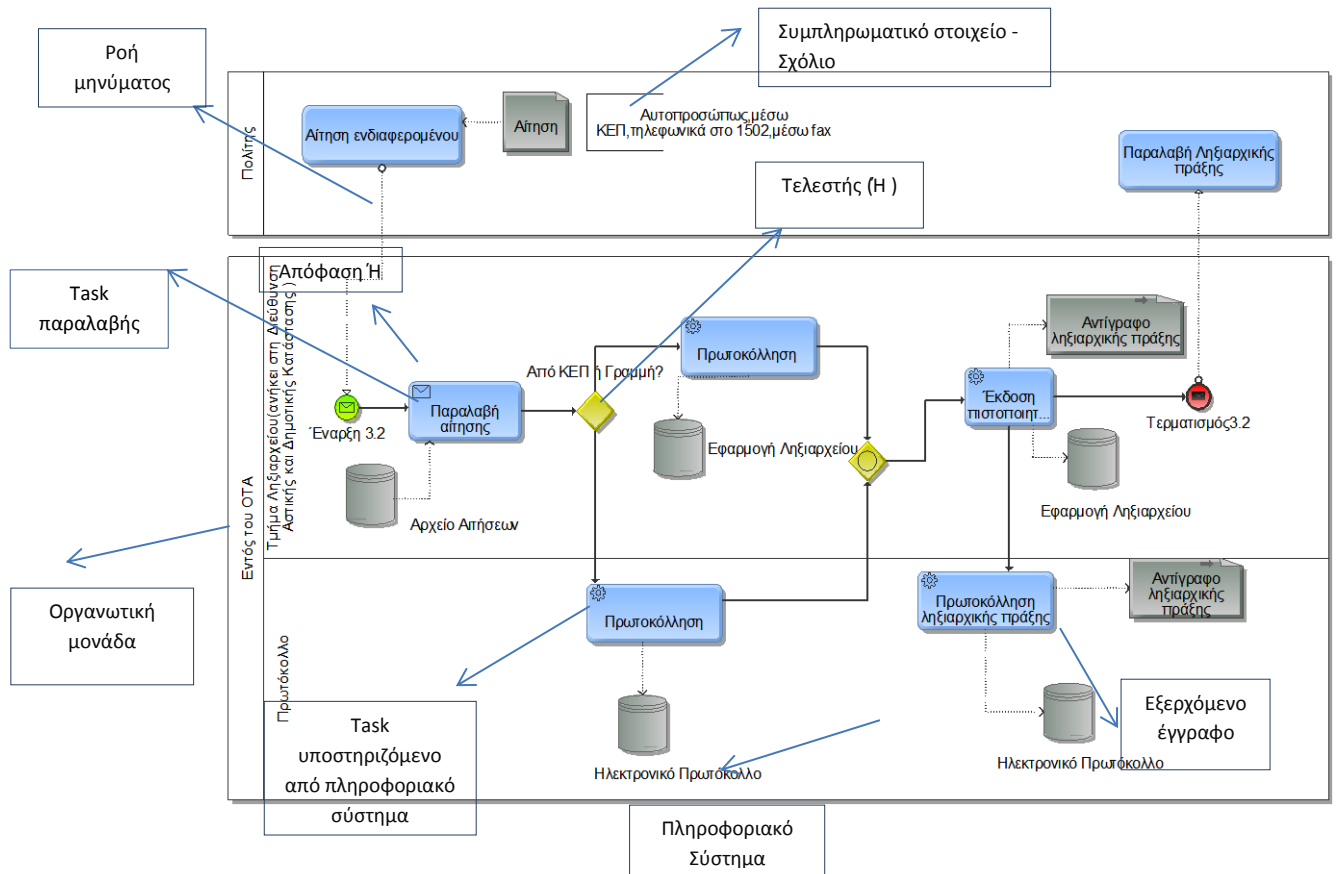 Ροή
μηνύματος
Συμπληρωματικό στοιχείο -
Σχόλιο
Πολίτης
Αίτηση ενδιαφερομένου
Αίτηση
Αυτοπροσώπως,μέσω
ΚΕΠ,τηλεφωνικά στο 1502,μέσω fax
Παραλαβή Ληξιαρχικής
πράξης
Τελεστής (Ή )
Απόφαση Ή
Task
παραλαβής
Εντός του ΟΤΑ
Τμήμα Ληξιαρχείου(ανήκει στη Διεύθυνση
Αστικής και Δημοτικής Κατάστασης )
Έναρξη 3.2
Παραλαβή
αίτησης
Αρχείο Αιτήσεων
Από ΚΕΠ ή Γραμμή?
Πρωτοκόλληση
Εφαρμογή Ληξιαρχείου
Αντίγραφο
ληξιαρχικής πράξης
Έκδοση
πιστοποιητ...
Τερματισμός3.2
Εφαρμογή Ληξιαρχείου
Οργανωτική
μονάδα
Πρωτόκολλο
Πρωτοκόλληση
Ηλεκτρονικό Πρωτόκολλο
Πρωτοκόλληση
ληξιαρχικής πράξης
Αντίγραφο
ληξιαρχικής
πράξης
Ηλεκτρονικό Πρωτόκολλο
Εξερχόμενο
έγγραφο
Task
υποστηριζόμενο
από πληροφοριακό
σύστημα
Πληροφοριακό
Σύστημα